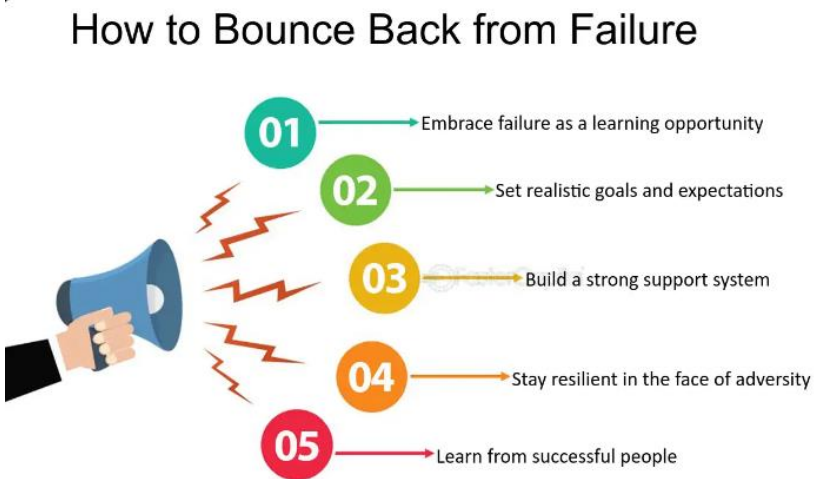 How to Bounce Back from Failure
01
Embrace failure as a learning opportunity
02
Set realistic goals and expectations
03
Build a strong support system
04
Stay resilient in the face of adversity
05
Learn from successful people